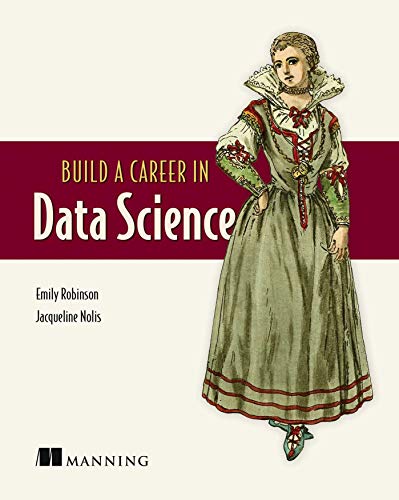 BUILD A CAREER IN
Data Science
Emily Robinson
Jacqueline Nolis
MANNING